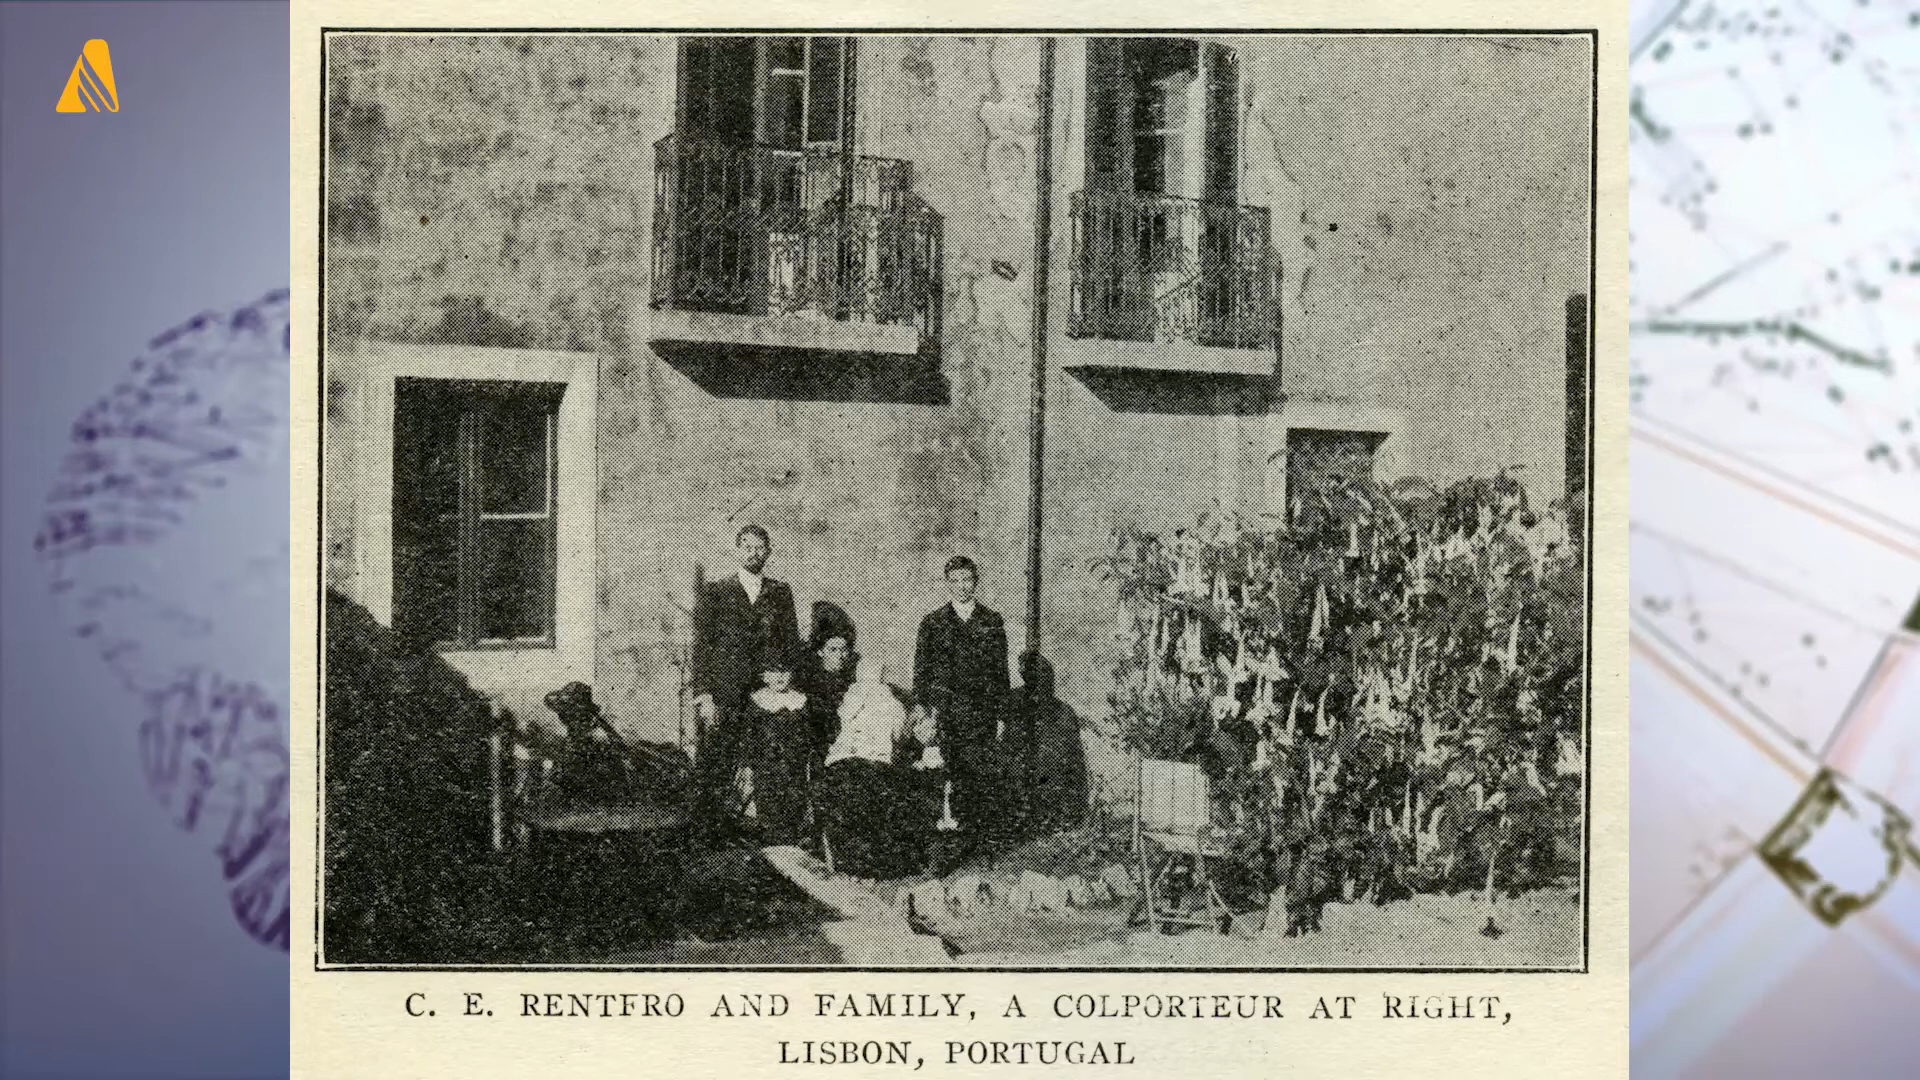 C. E. RENTFRO AND FAMILY, A COLPORTEUR AT RIGHT,
LISBON, PORTUGAL